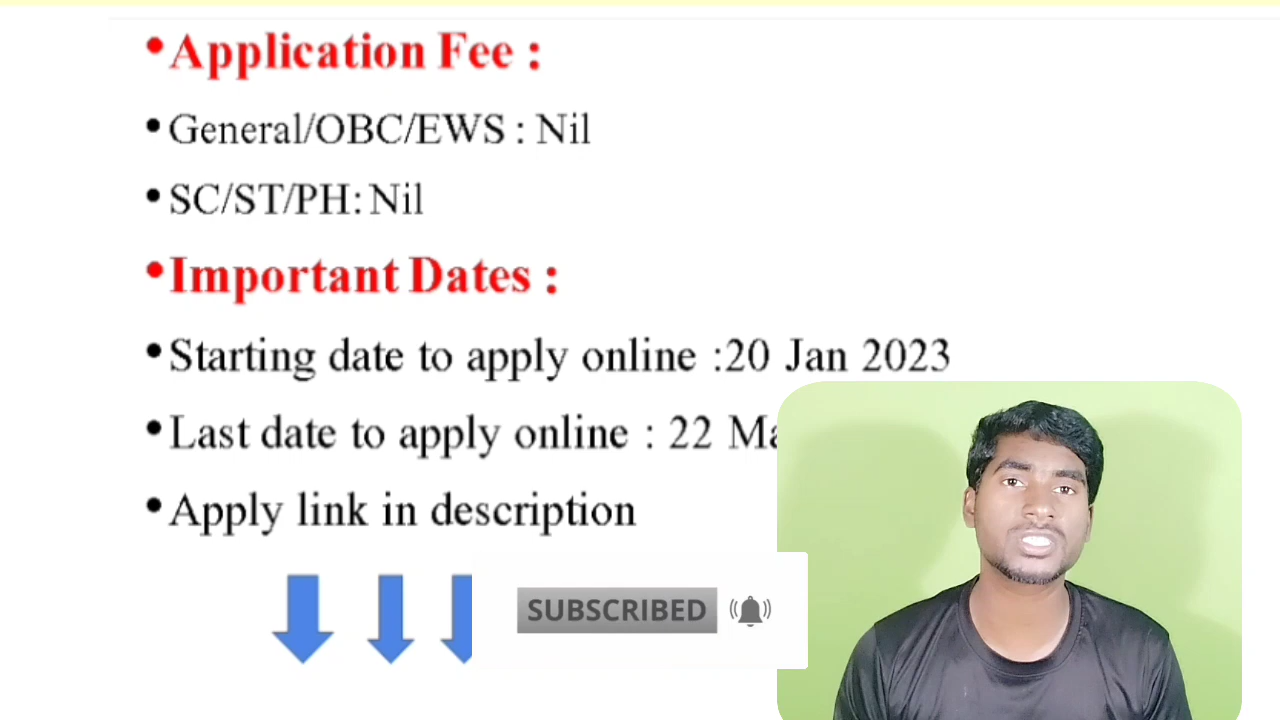 •Application Fee :
•General/OBC/EWS : Nil
•SC/ST/PH: Nil
•Important Dates :
•Starting date to apply online :20 Jan 2023
•Last date to apply online : 22
•Apply link in description
SUBSCRIBED